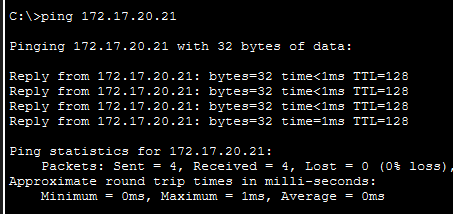 C:\>ping 172.17.20.21
Pinging 172.17.20.21 with 32 bytes of data:
Reply from 172.17.20.21: bytes=32 time<1ms TTL=128
Reply from 172.17.20.21: bytes=32 time<1ms TTL=128
Reply from 172.17.20.21: bytes=32 time<1ms TTL=128
Reply from 172.17.20.21: bytes=32 time=1ms TTL=128
Ping statistics for 172.17.20.21:
Packets: Sent = 4, Received = 4, Lost = 0 (0% loss),
Approximate round trip times in milli-seconds:
Minimum = 0ms, Maximum = 1ms, Average = 0ms